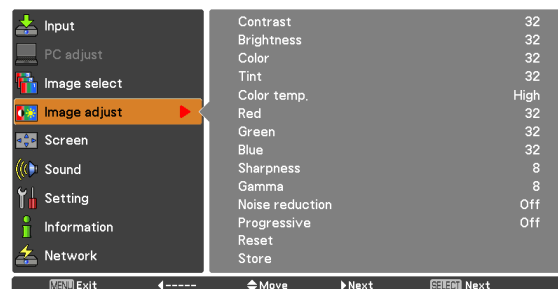 Input
PC adjust
Image select
Image adjust
Screen
Sound
Setting
Information
Network
Contrast 32
Brightness 32
Color 32
Tint 32
Color temp. High
Red 32
Green 32
Blue 32
Sharpness 8
Gamma 8
Noise reduction Off
Progressive Off
Reset
Store
MENU Exit ◀----- Move Next SELECT Next